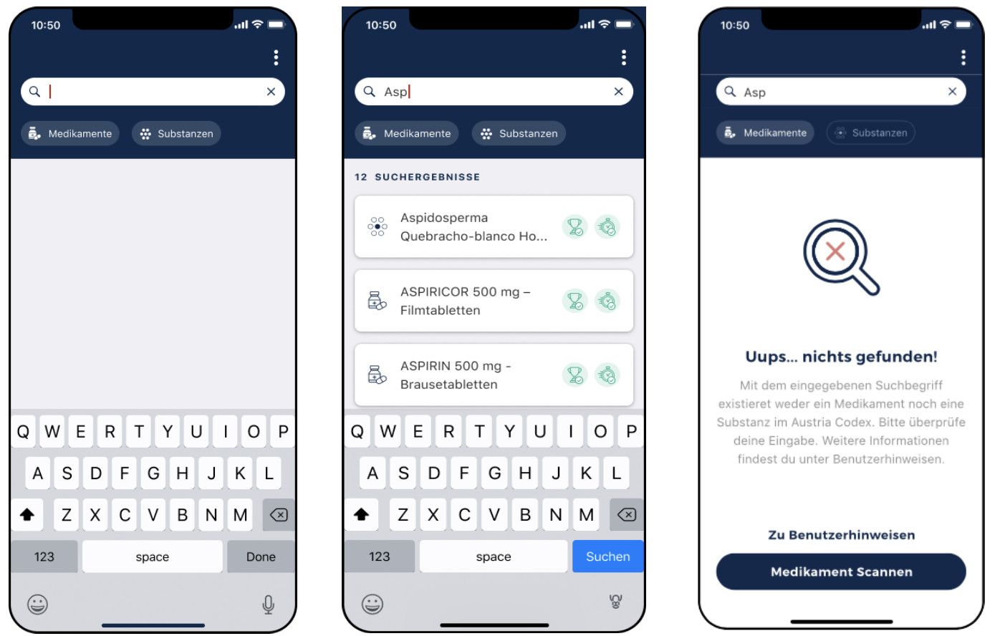 10:50
Medikamente
Substanzen
Q W E R T Y U I O P
A S D F G H J K L
Z X C V B N M
123 space Done
10:50
Asp
Medikamente
Substanzen
12 SUCHERGEBNISSE
Aspidosperma
Quebracho-blanco Ho...
ASPIRICOR 500 mg –
Filmtabletten
ASPIRIN 500 mg -
Brausetabletten
Q W E R T Y U I O P
A S D F G H J K L
Z X C V B N M
123 space Suchen
10:50
Asp
Medikamente
Substanzen
Uups... nichts gefunden!
Mit dem eingegebenen Suchbegriff
existieret weder ein Medikament noch eine
Substanz im Austria Codex. Bitte überprüfe
deine Eingabe. Weitere Informationen
findest du unter Benutzerhinweisen.
Zu Benutzerhinweisen
Medikament Scannen